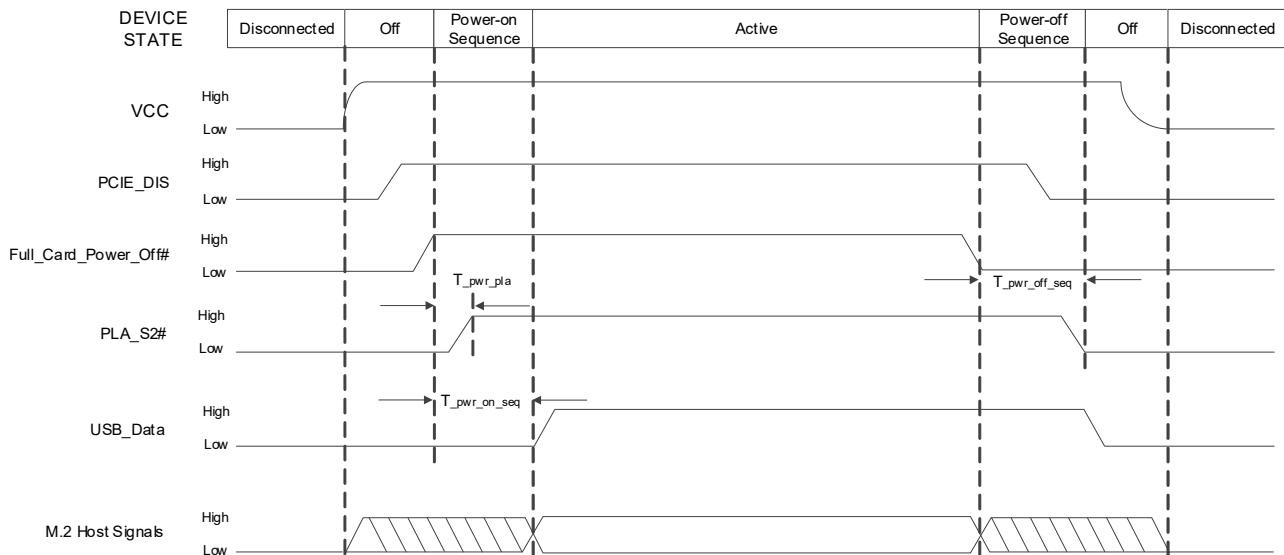 DEVICE
STATE
Disconnected
Off
Power-on
Sequence
Active
Power-off
Sequence
Off
Disconnected
VCC
High
Low
PCIE_DIS
High
Low
Full_Card_Power_Off#
High
Low
T_pwr_pla
T_pwr_off_seq
PLA_S2#
High
Low
T_pwr_on_seq
USB_Data
High
Low
M.2 Host Signals
High
Low